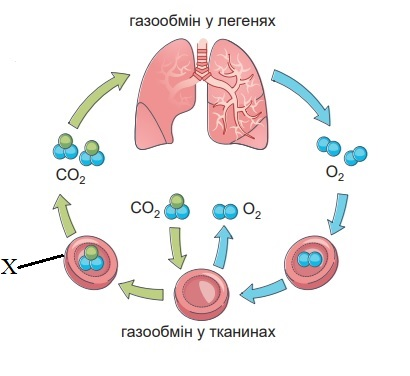 газообмін у легенях
CO₂
O₂
CO₂
O₂
X
газообмін у тканинах